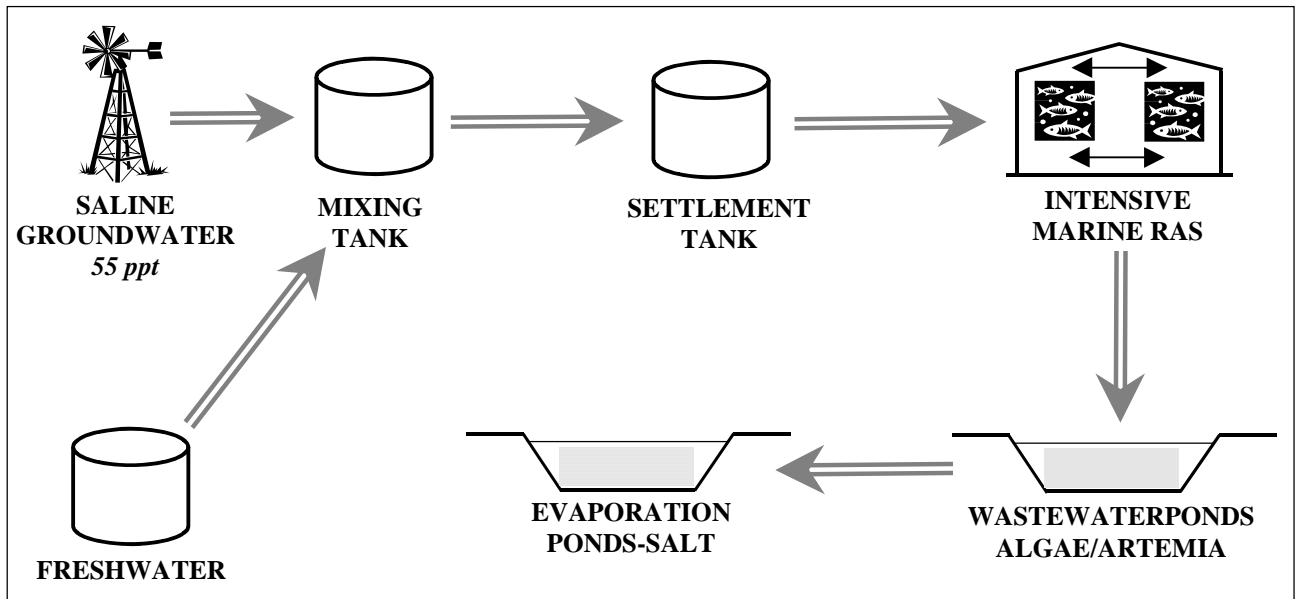 SALINE
GROUNDWATER
55 ppt
MIXING
TANK
SETTLEMENT
TANK
INTENSIVE
MARINE RAS
FRESHWATER
EVAPORATION
PONDS-SALT
WASTEWATERPONDS
ALGAE/ARTEMIA